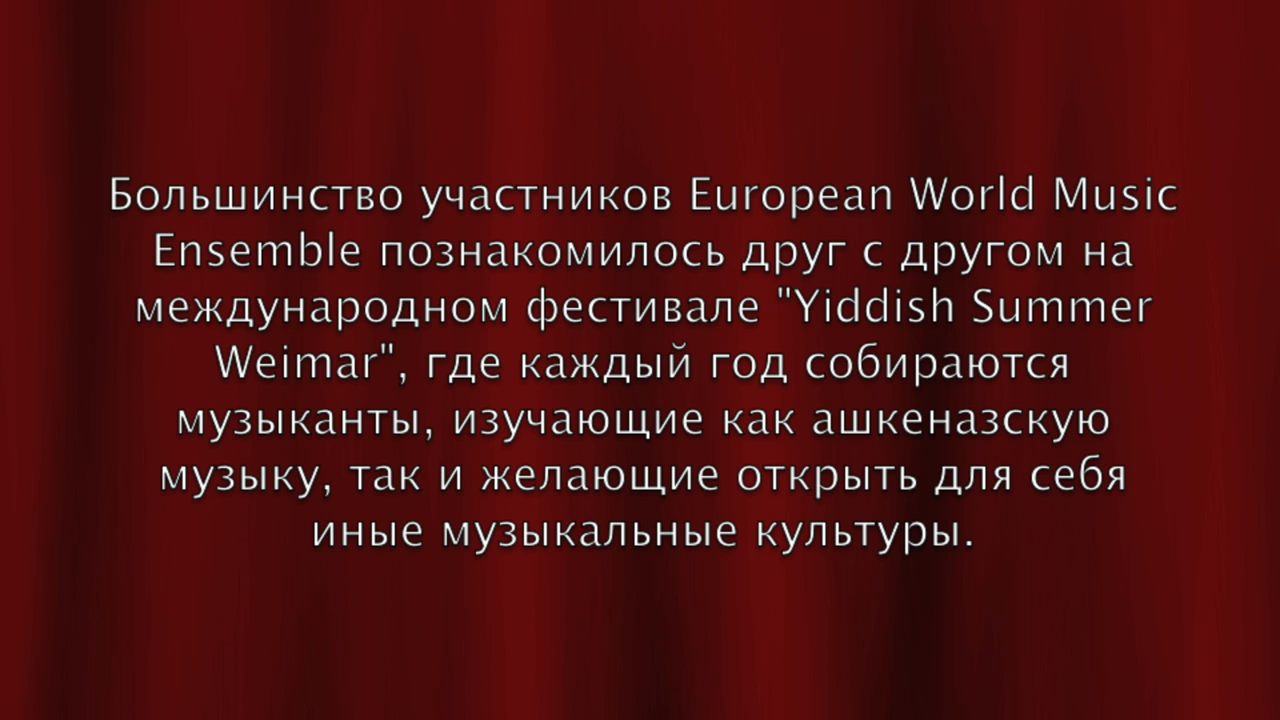 Большинство участников European World Music
Ensemble познакомилось друг с другом на
международном фестивале "Yiddish Summer
Weimar", где каждый год собираются
музыканты, изучающие как ашкеназскую
музыку, так и желающие открыть для себя
иные музыкальные культуры.